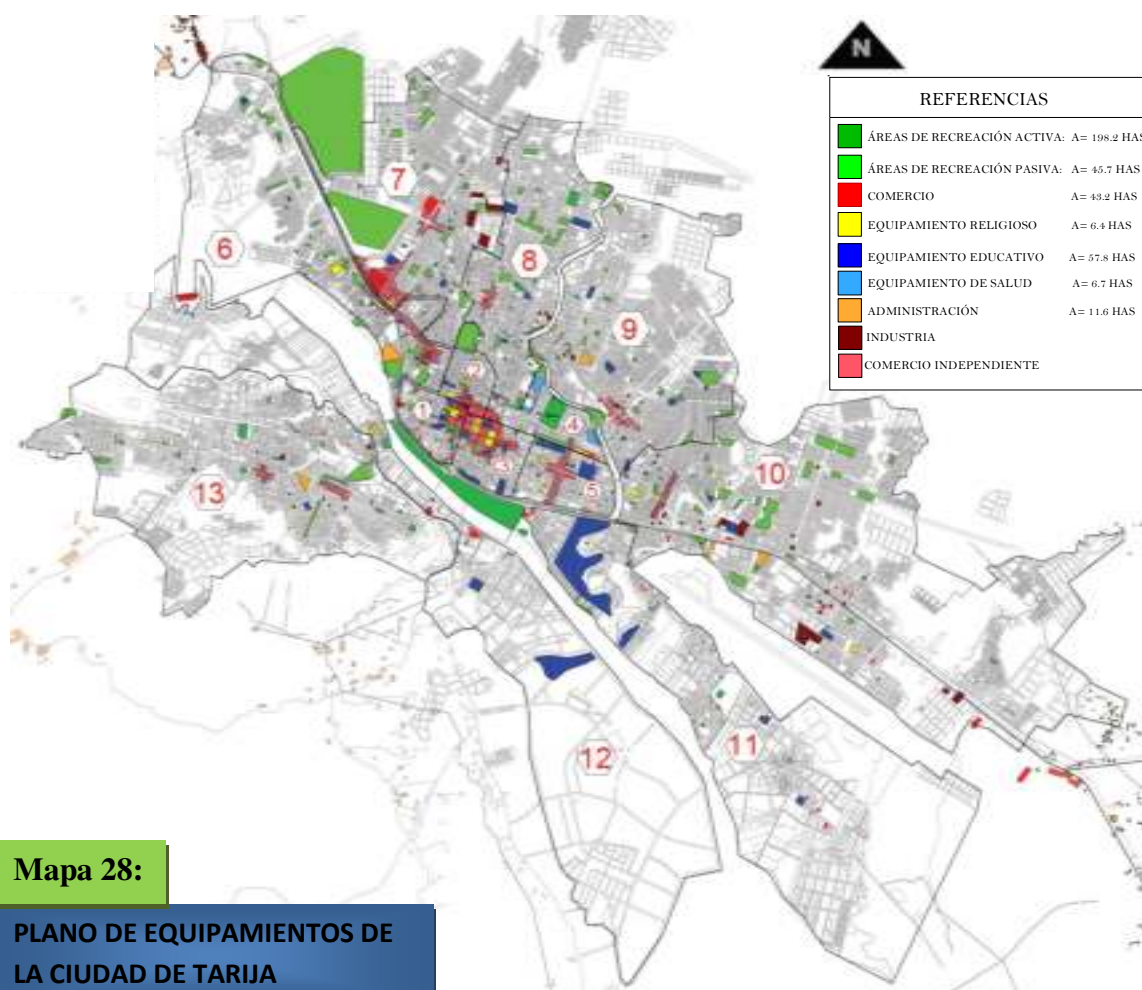 N
REFERENCIAS
ÁREAS DE RECREACIÓN ACTIVA: A= 198.2 HAS
ÁREAS DE RECREACIÓN PASIVA: A= 45.7 HAS
COMERCIO A= 43.2 HAS
EQUIPAMIENTO RELIGIOSO A= 6.4 HAS
EQUIPAMIENTO EDUCATIVO A= 57.8 HAS
EQUIPAMIENTO DE SALUD A= 6.7 HAS
ADMINISTRACIÓN A= 11.6 HAS
INDUSTRIA
COMERCIO INDEPENDIENTE
7
6
8
9
2
1
4
3
5
10
13
11
12
Mapa 28:
PLANO DE EQUIPAMIENTOS DE
LA CIUDAD DE TARIJA